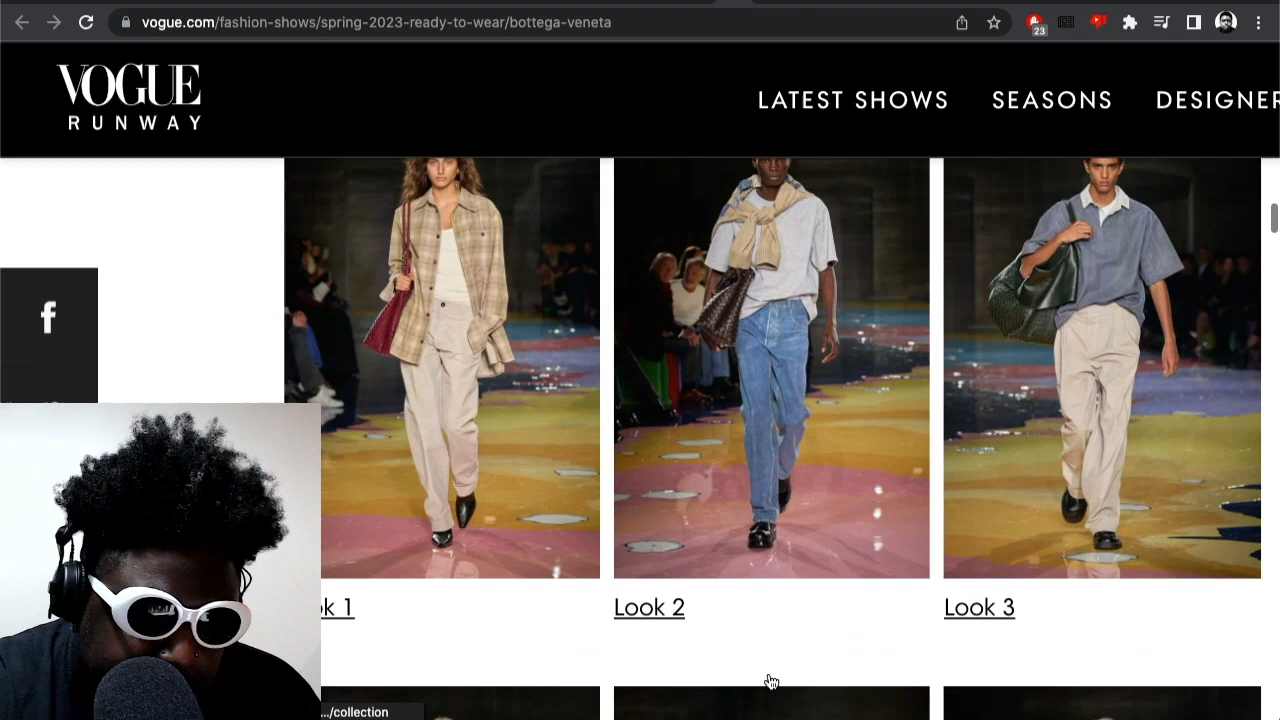 vogue.com/fashion-shows/spring-2023-ready-to-wear/bottega-veneta
23
VOGUE
RUNWAY
LATEST SHOWS SEASONS DESIGNER
f
k 1
Look 2
Look 3
.../collection